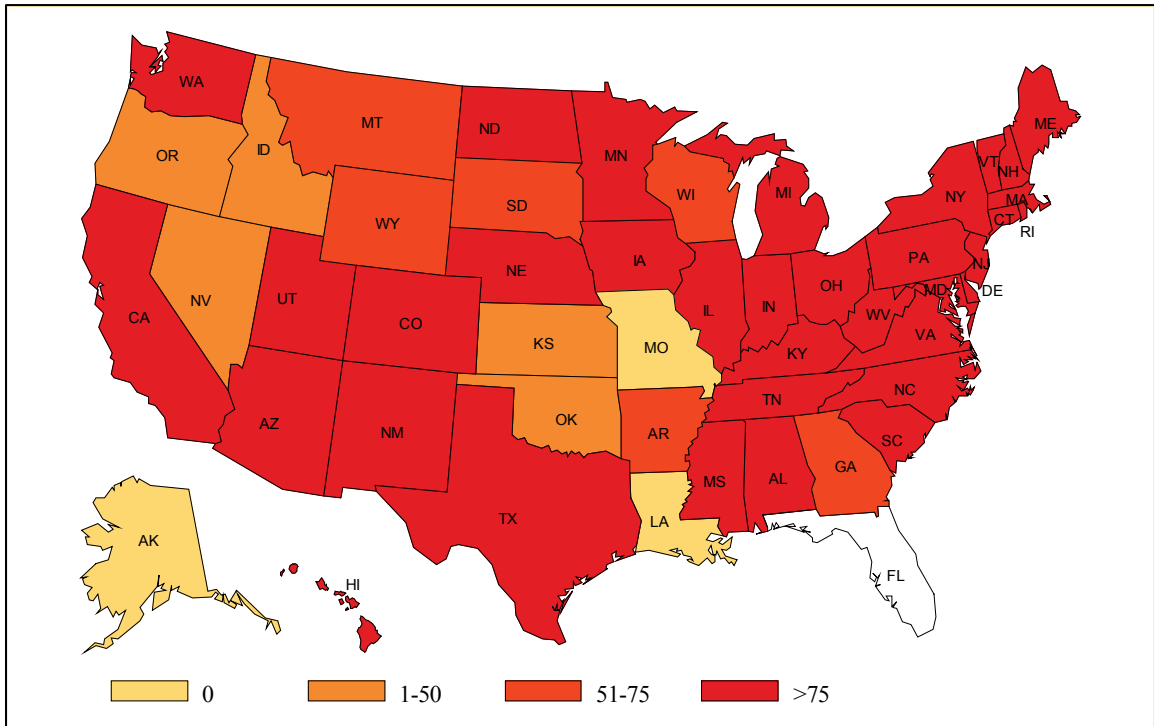 WA
MT
ND
ME
OR
ID
MN
VT
NH
SD
WI
MI
NY
MA
WY
CT
RI
IA
PA
NE
NJ
NV
UT
OH
MD
DE
CA
CO
IL
IN
WV
KS
MO
VA
KY
NC
AZ
NM
OK
TN
AR
SC
GA
MS
AL
TX
LA
AK
FL
HI
0
1-50
51-75
>75